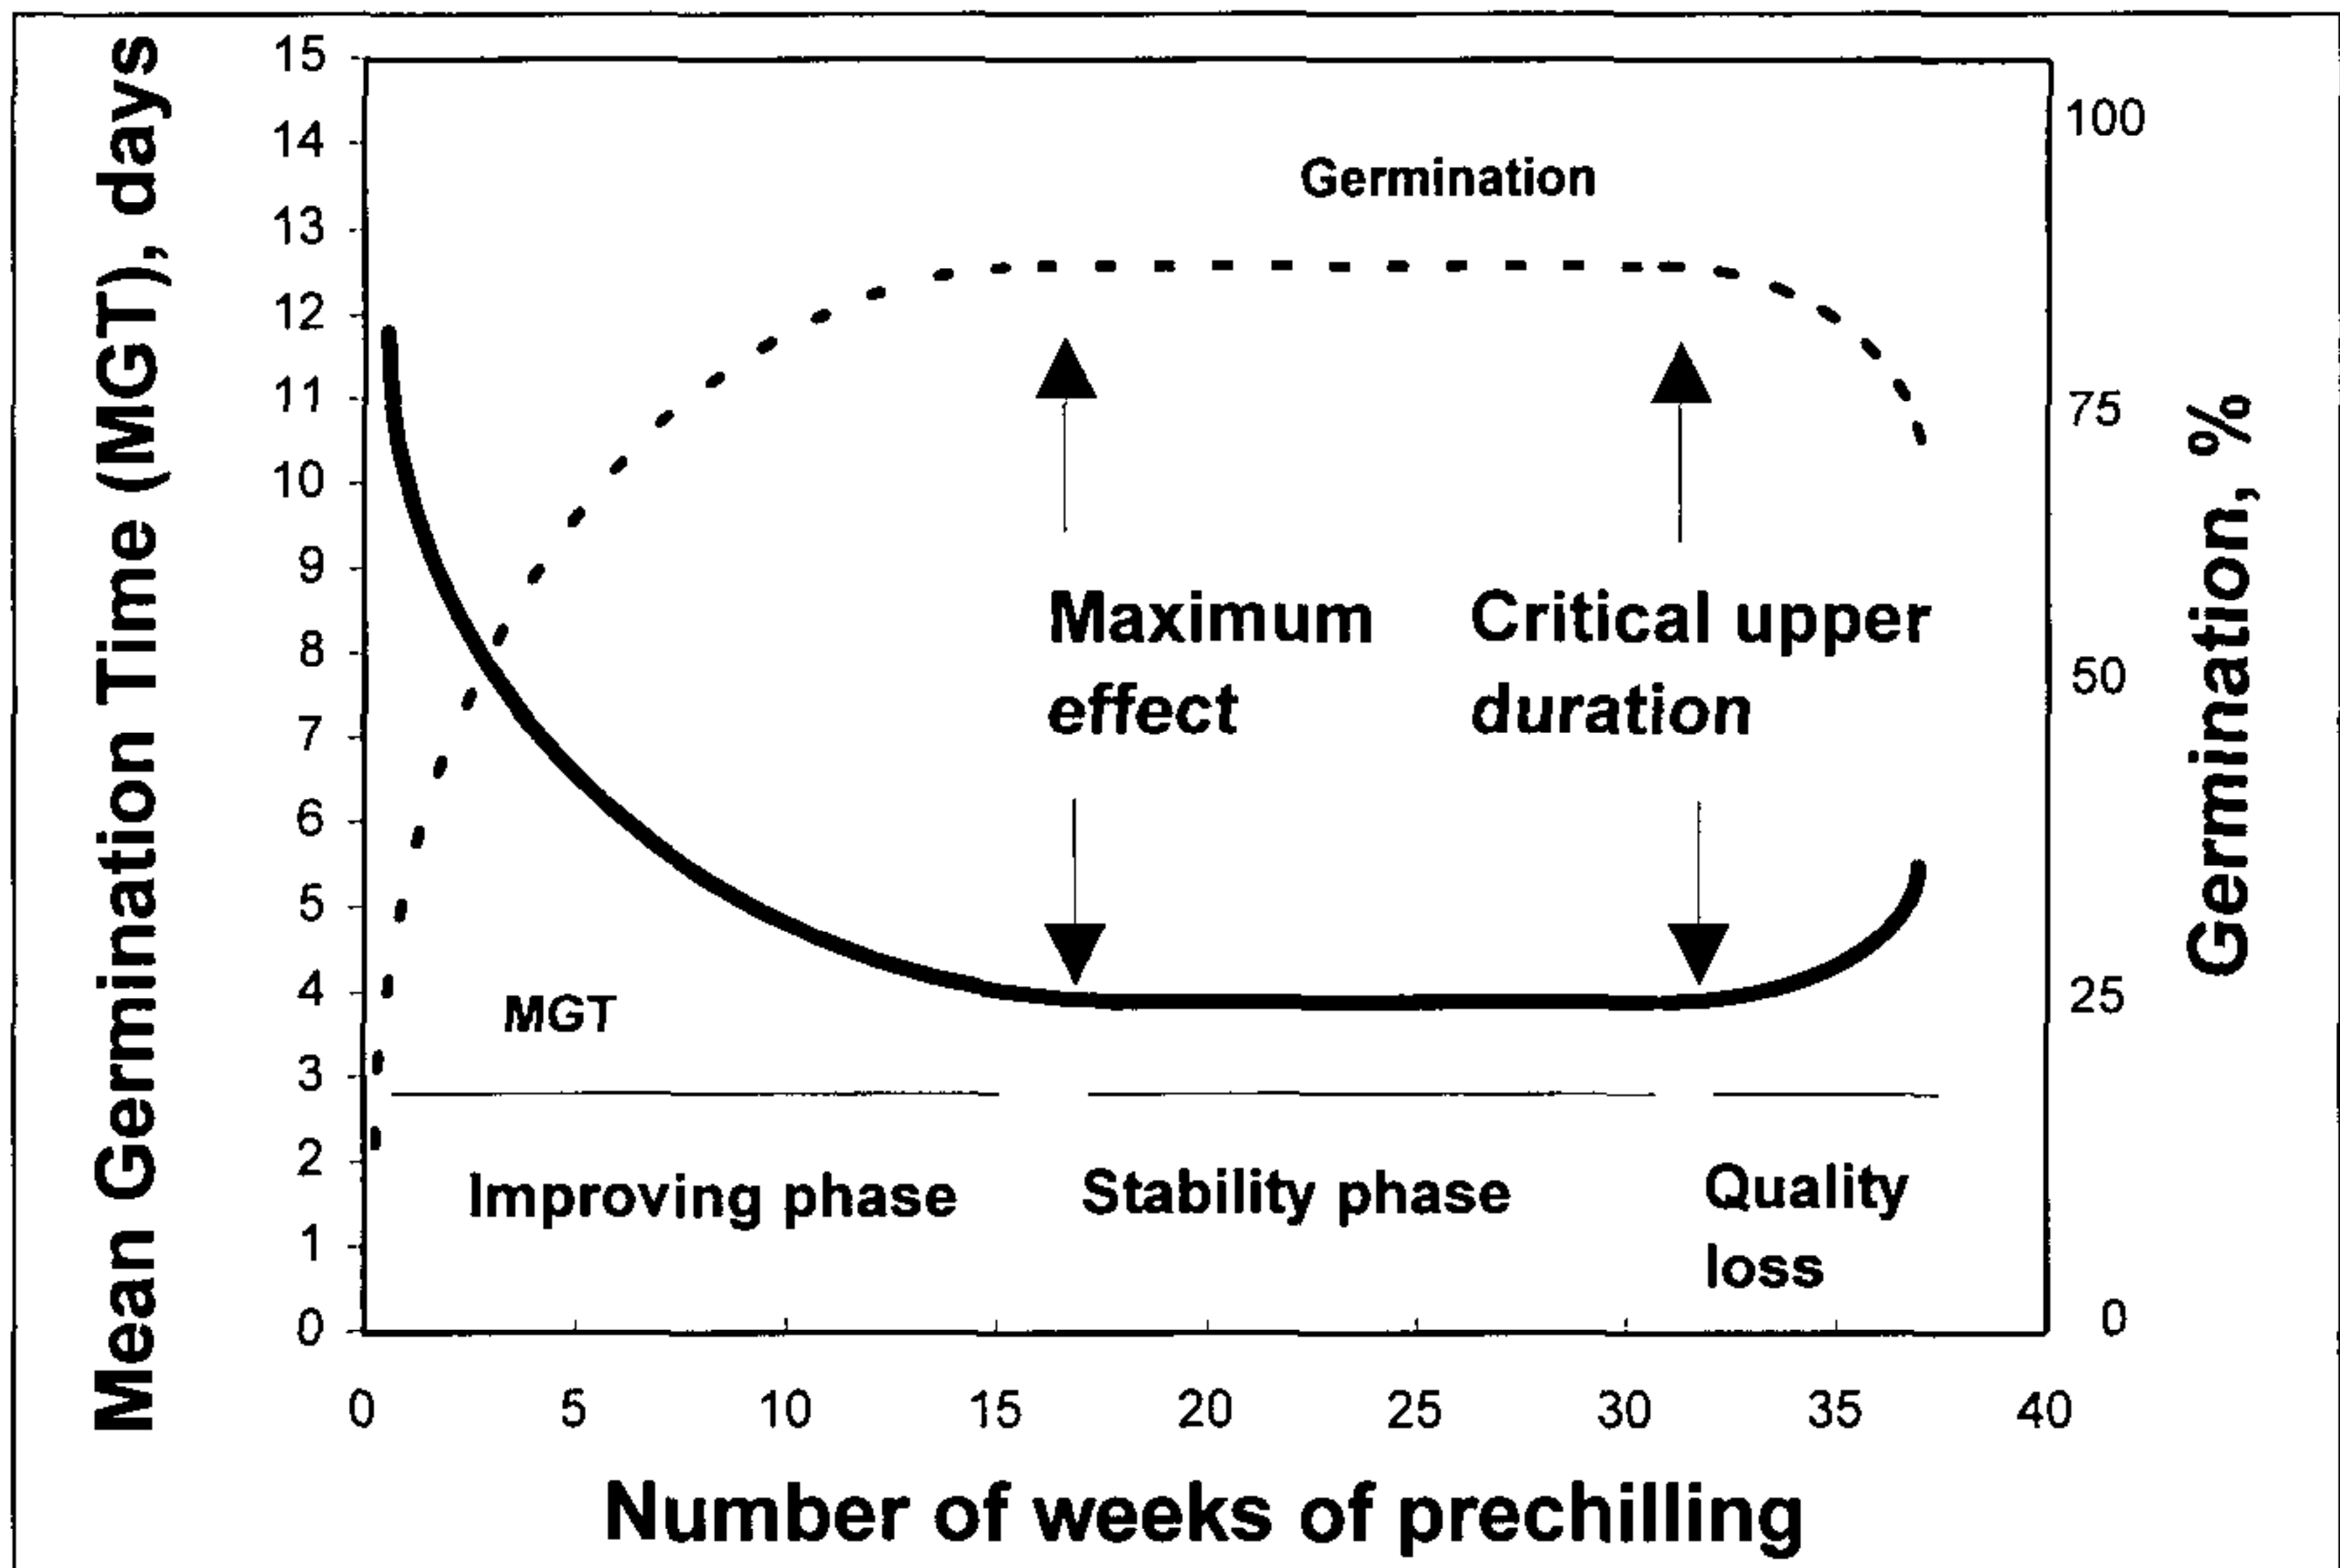 Mean Germination Time (MGT), days
15
14
13
12
11
10
9
8
7
6
5
4
3
2
1
0
Germination
Maximum
effect
Critical upper
duration
MGT
Improving phase
Stability phase
Quality
loss
100
75
50
25
0
Germination, %
0 5 10 15 20 25 30 35 40
Number of weeks of prechilling